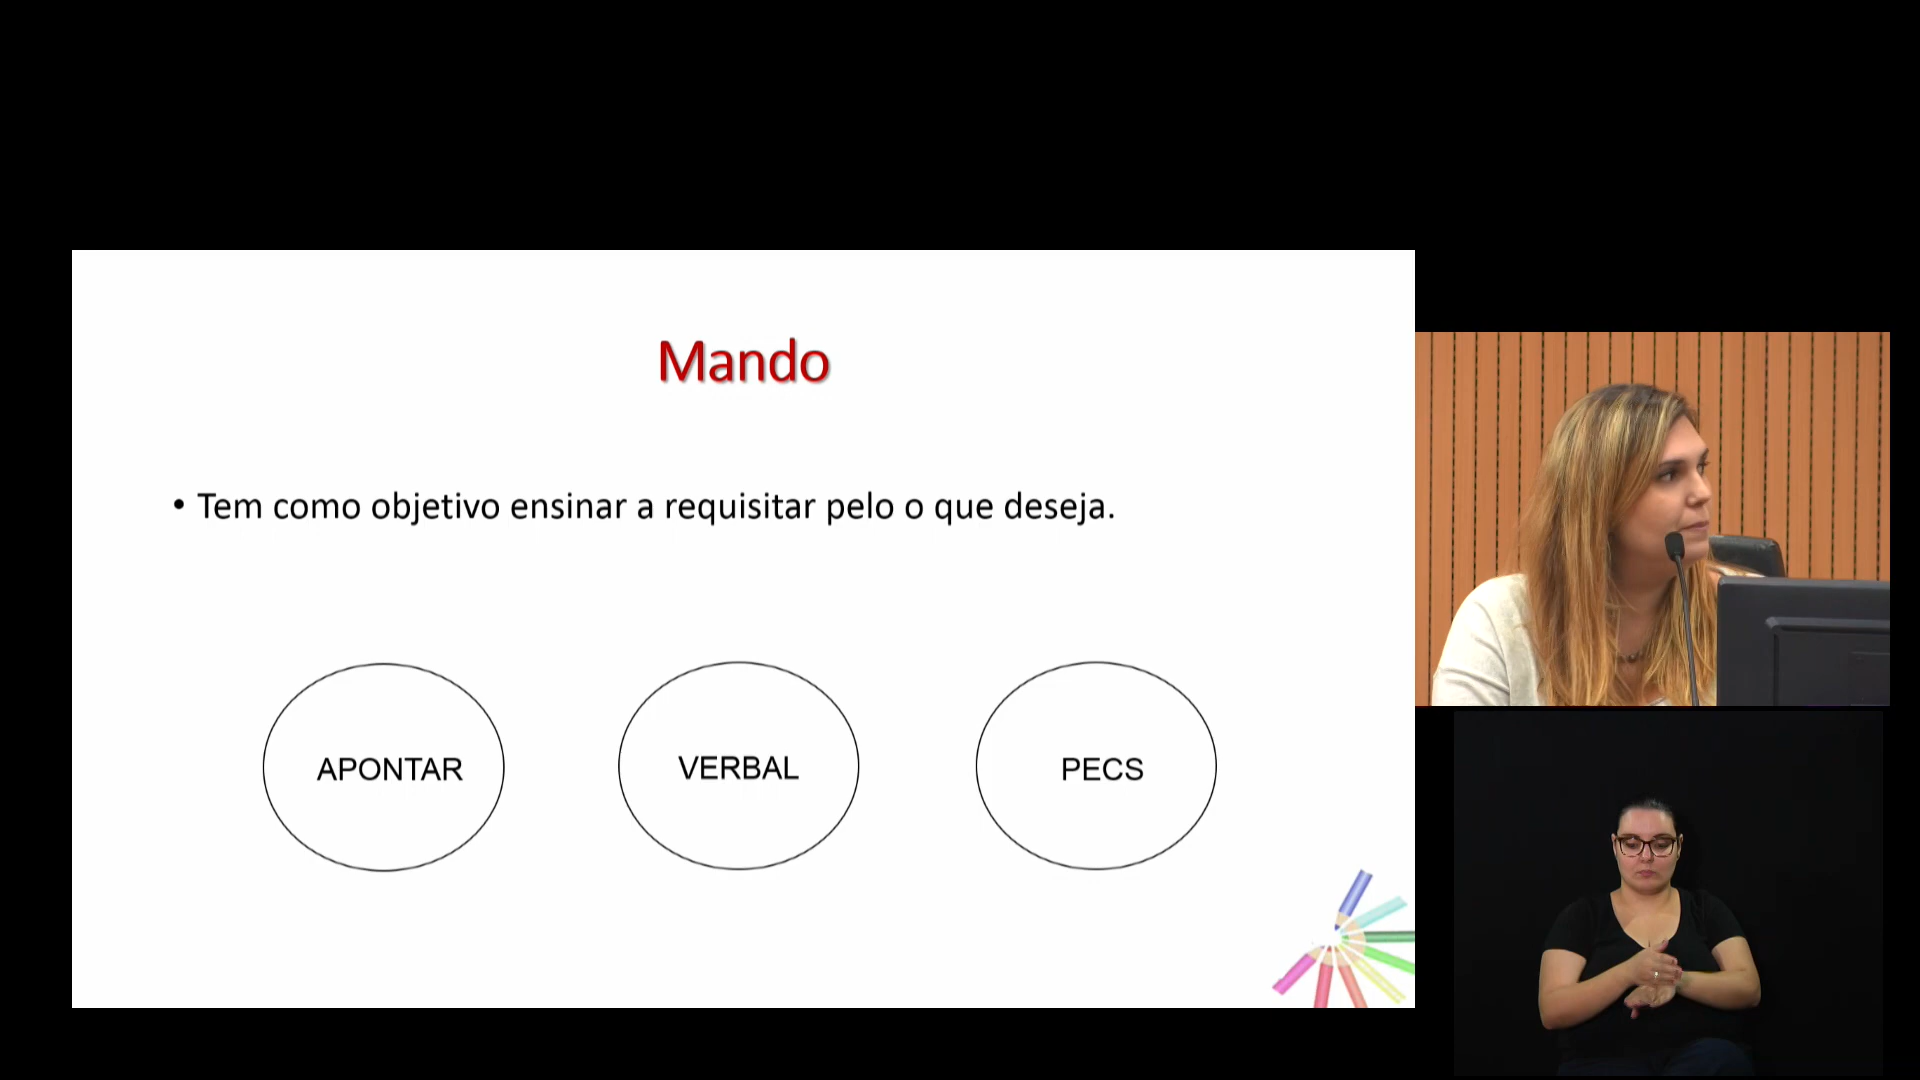 Mando
• Tem como objetivo ensinar a requisitar pelo o que deseja.
APONTAR
VERBAL
PECS